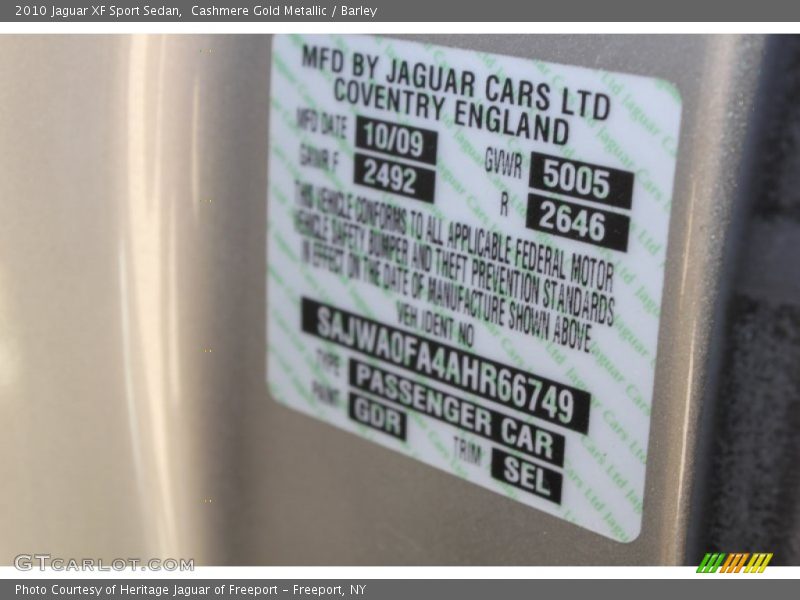 2010 Jaguar XF Sport Sedan,  Cashmere Gold Metallic / Barley
MFD BY JAGUAR CARS LTD
COVENTRY ENGLAND
MFD DATE 10/09 GVWR 5005
GAWR F 2492 R 2646
THIS VEHICLE CONFORMS TO ALL APPLICABLE FEDERAL MOTOR
VEHICLE SAFETY BUMPER AND THEFT PREVENTION STANDARDS
IN EFFECT ON THE DATE OF MANUFACTURE SHOWN ABOVE.
VEH IDENT NO
SAJWA0FA4AHR66749
TYPE PASSENGER CAR
PAINT GDR TRIM SEL
GTCARLOT.COM
Photo Courtesy of Heritage Jaguar of Freeport - Freeport, NY